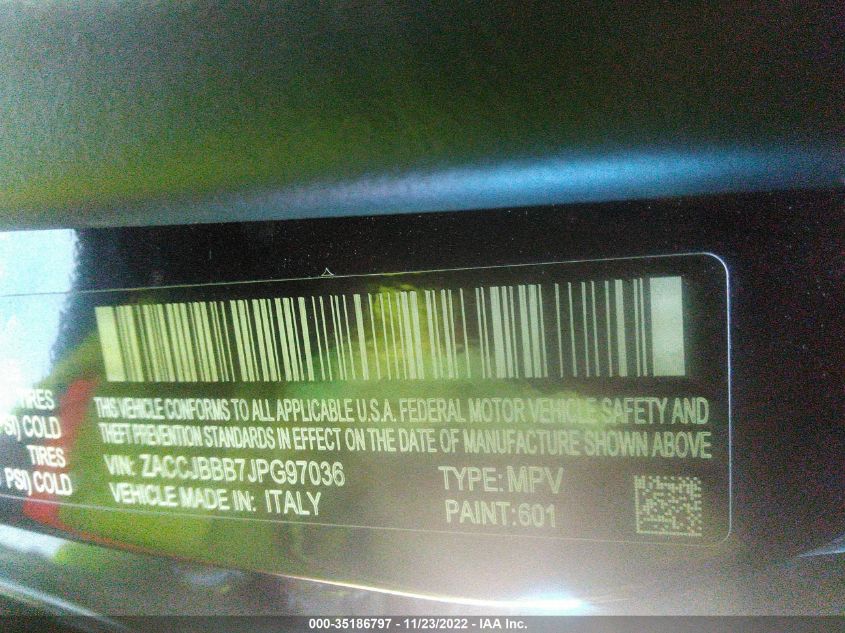 TIRES
PSI) COLD
TIRES
PSI) COLD
THIS VEHICLE CONFORMS TO ALL APPLICABLE U.S.A. FEDERAL MOTOR VEHICLE SAFETY AND
THEFT PREVENTION STANDARDS IN EFFECT ON THE DATE OF MANUFACTURE SHOWN ABOVE
VIN: ZACCJBBB7JPG97036
TYPE: MPV
VEHICLE MADE IN: ITALY
PAINT: 601
000-35186797 - 11/23/2022 - IAA Inc.